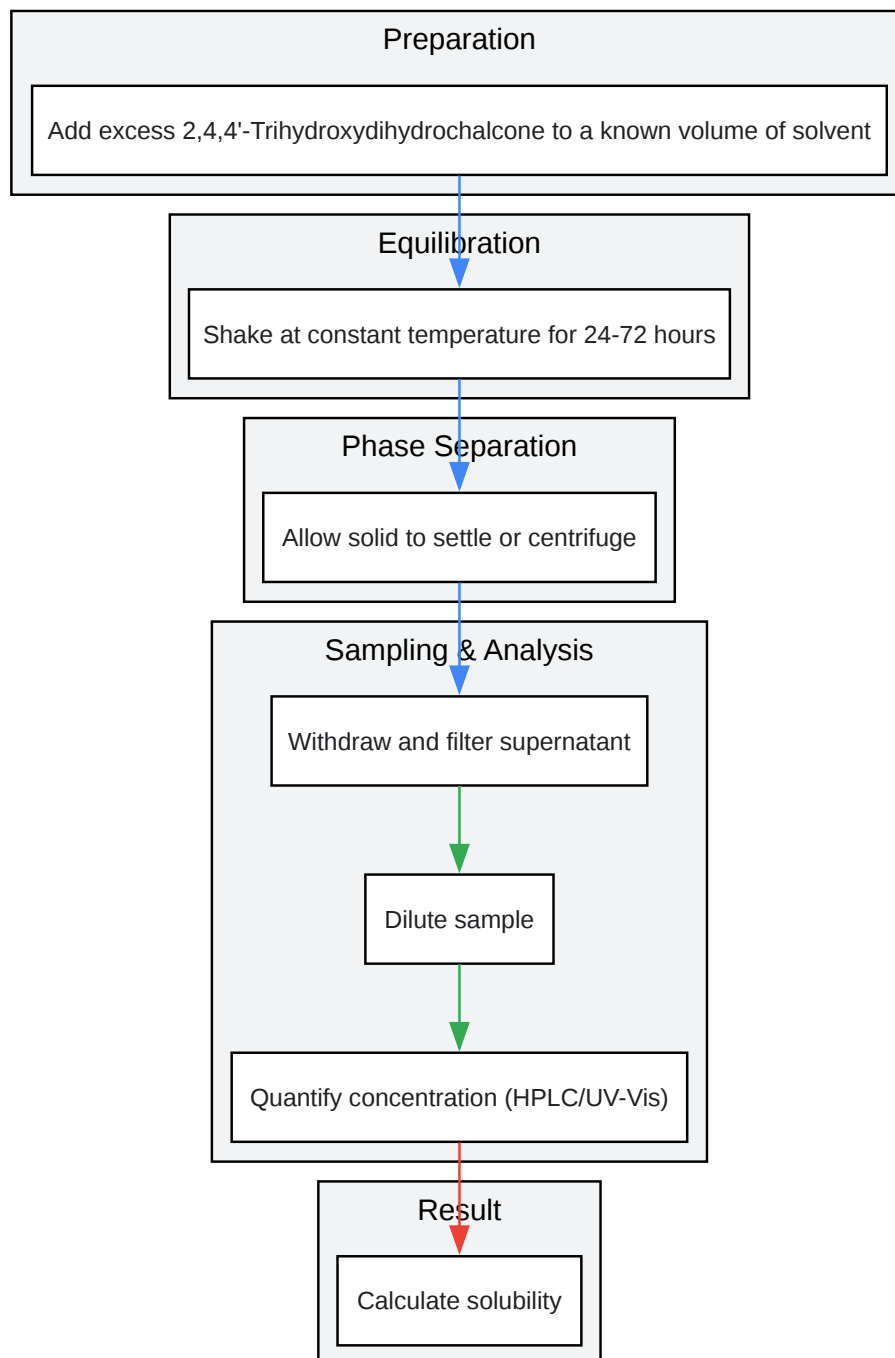 Preparation
Add excess 2,4,4'-Trihydroxydihydrochalcone to a known volume of solvent
Equilibration
Shake at constant temperature for 24-72 hours
Phase Separation
Allow solid to settle or centrifuge
Sampling & Analysis
Withdraw and filter supernatant
Dilute sample
Quantify concentration (HPLC/UV-Vis)
Result
Calculate solubility